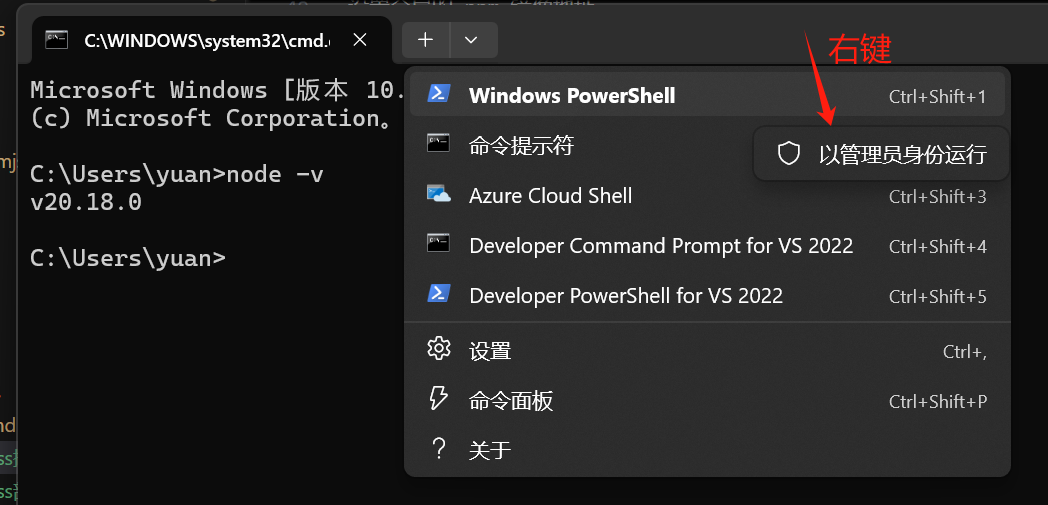 C:\WINDOWS\system32\cmd.
右键
Microsoft Windows [版本 10.
(c) Microsoft Corporation。
C:\Users\yuan>node -v
v20.18.0
C:\Users\yuan>
Windows PowerShell Ctrl+Shift+1
命令提示符
以管理员身份运行
Azure Cloud Shell Ctrl+Shift+3
Developer Command Prompt for VS 2022 Ctrl+Shift+4
Developer PowerShell for VS 2022 Ctrl+Shift+5
设置 Ctrl+,
命令面板 Ctrl+Shift+P
关于